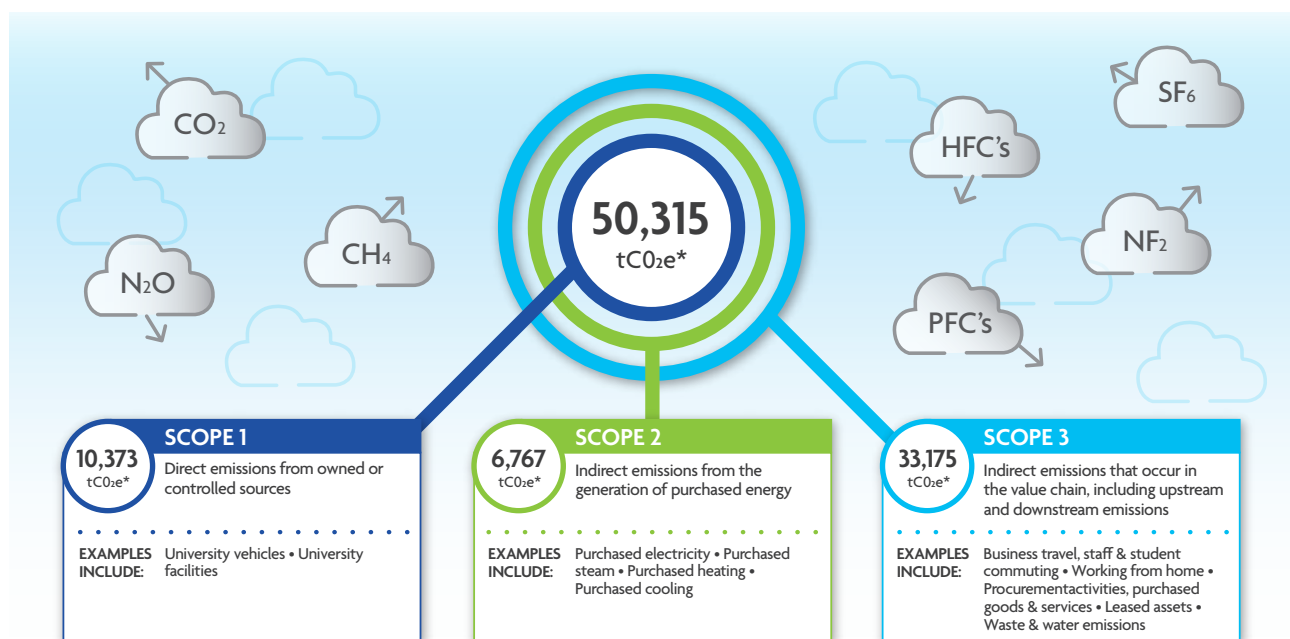 CO₂
N₂O
CH₄
50,315
tC0₂e*
HFC's
SF₆
NF₂
PFC's
SCOPE 1
10,373
tC0₂e*
Direct emissions from owned or
controlled sources
EXAMPLES
INCLUDE:
University vehicles • University
facilities
SCOPE 2
6,767
tC0₂e*
Indirect emissions from the
generation of purchased energy
EXAMPLES
INCLUDE:
Purchased electricity • Purchased
steam • Purchased heating •
Purchased cooling
SCOPE 3
33,175
tC0₂e*
Indirect emissions that occur in
the value chain, including upstream
and downstream emissions
EXAMPLES
INCLUDE:
Business travel, staff & student
commuting • Working from home •
Procurementactivities, purchased
goods & services • Leased assets •
Waste & water emissions